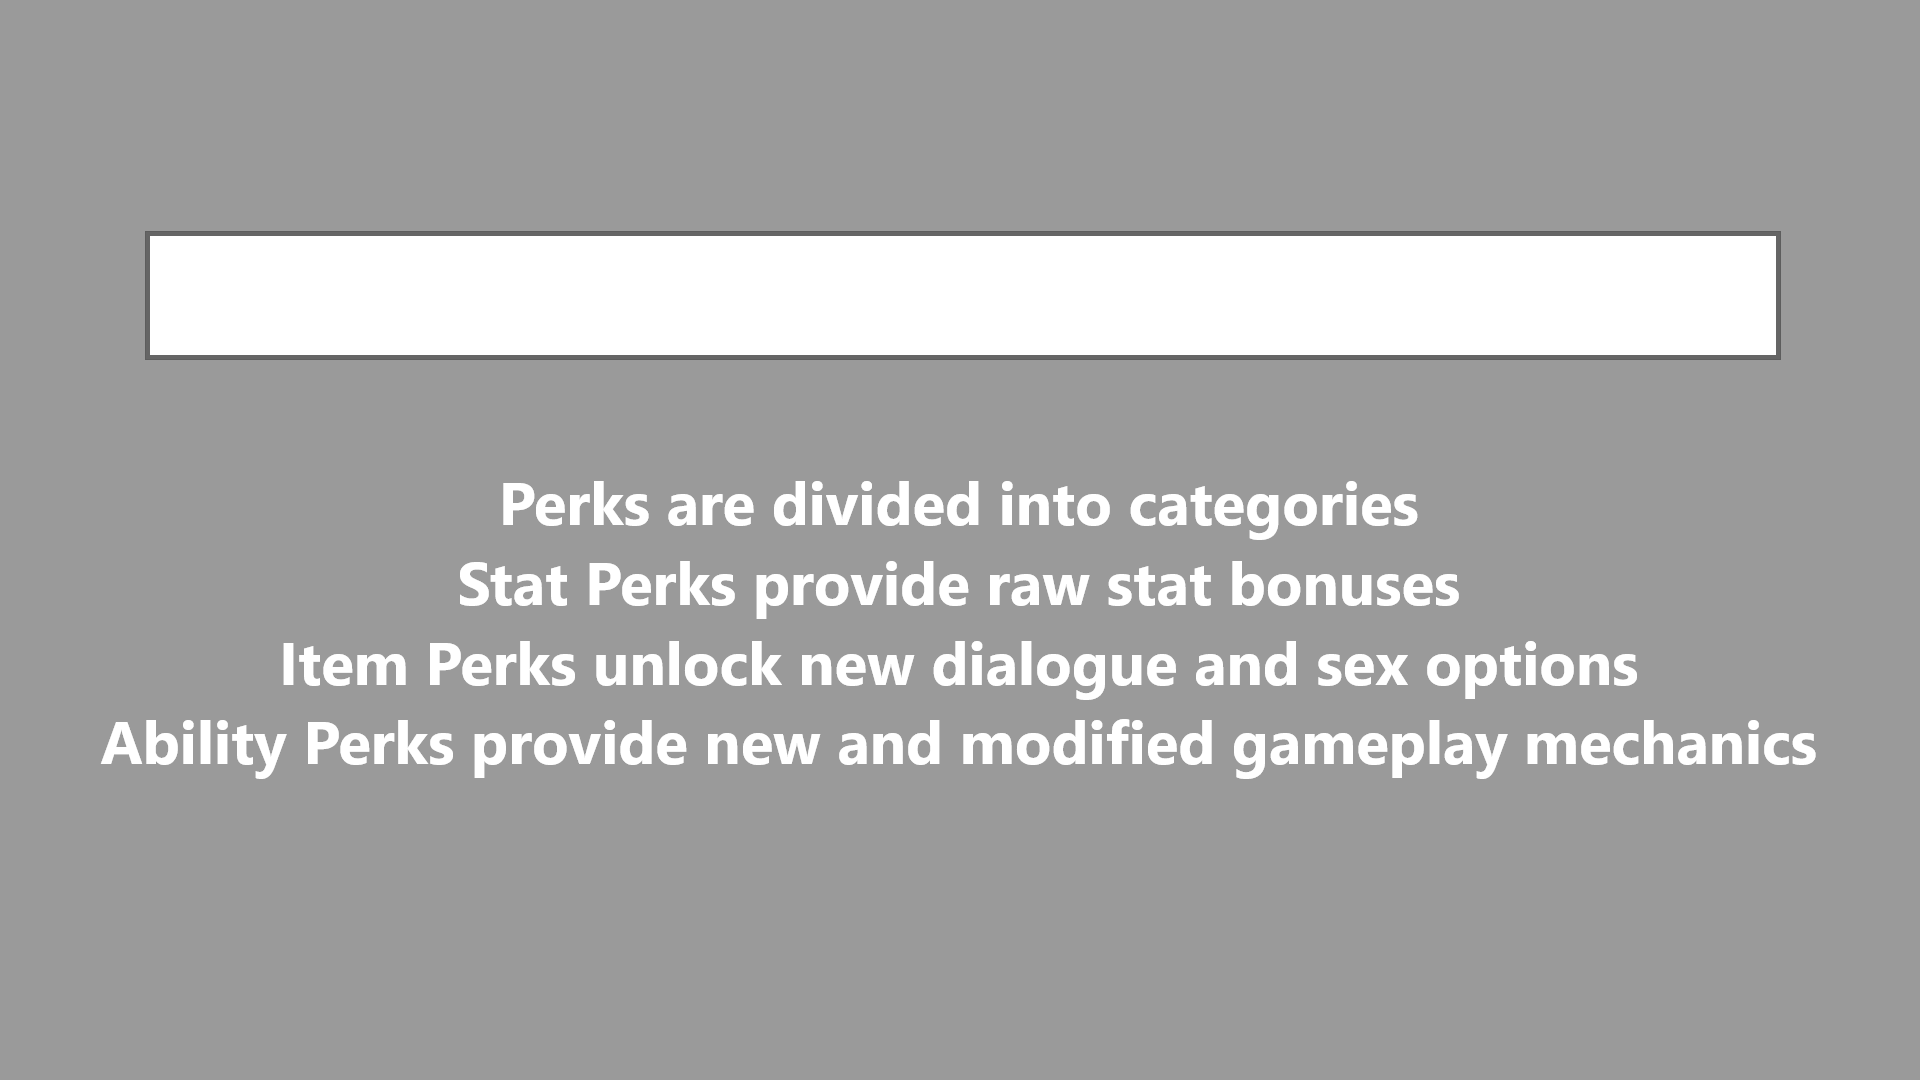 Perks are divided into categories
Stat Perks provide raw stat bonuses
Item Perks unlock new dialogue and sex options
Ability Perks provide new and modified gameplay mechanics